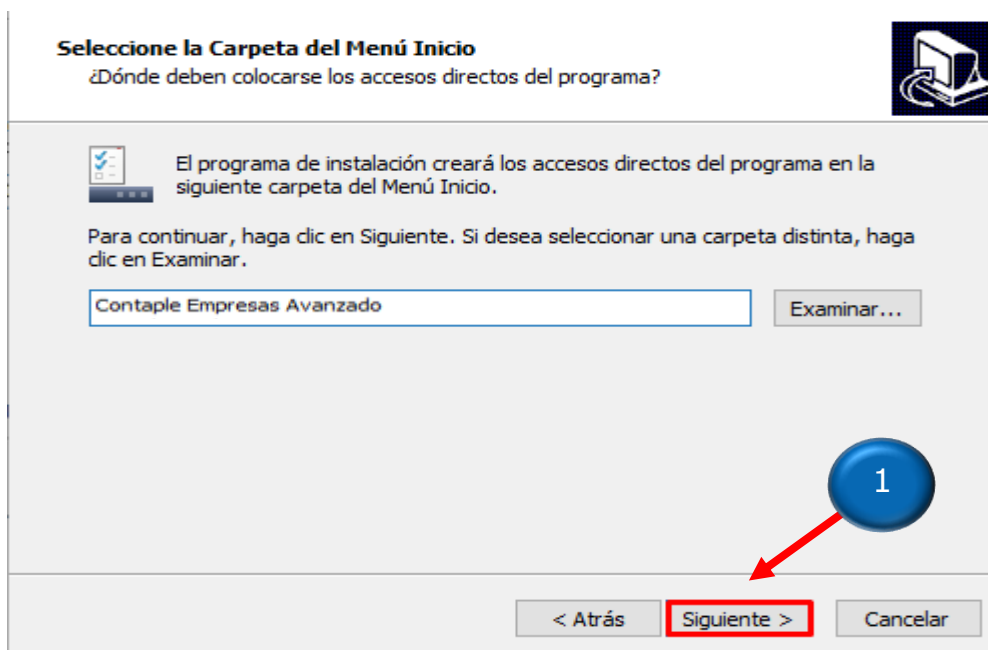 Seleccione la Carpeta del Menú Inicio
¿Dónde deben colocarse los accesos directos del programa?
El programa de instalación creará los accesos directos del programa en la
siguiente carpeta del Menú Inicio.
Para continuar, haga clic en Siguiente. Si desea seleccionar una carpeta distinta, haga
clic en Examinar.
Contaple Empresas Avanzado
Examinar...
1
< Atrás
Siguiente >
Cancelar